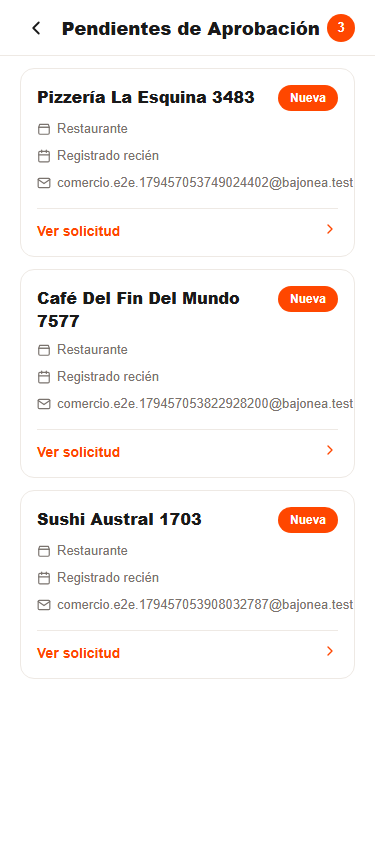 Pendientes de Aprobación 3
Pizzería La Esquina 3483 Nueva
Restaurante
Registrado recién
comercio.e2e.179457053749024402@bajonea.test
Ver solicitud
Café Del Fin Del Mundo 7577 Nueva
Restaurante
Registrado recién
comercio.e2e.179457053822928200@bajonea.test
Ver solicitud
Sushi Austral 1703 Nueva
Restaurante
Registrado recién
comercio.e2e.179457053908032787@bajonea.test
Ver solicitud